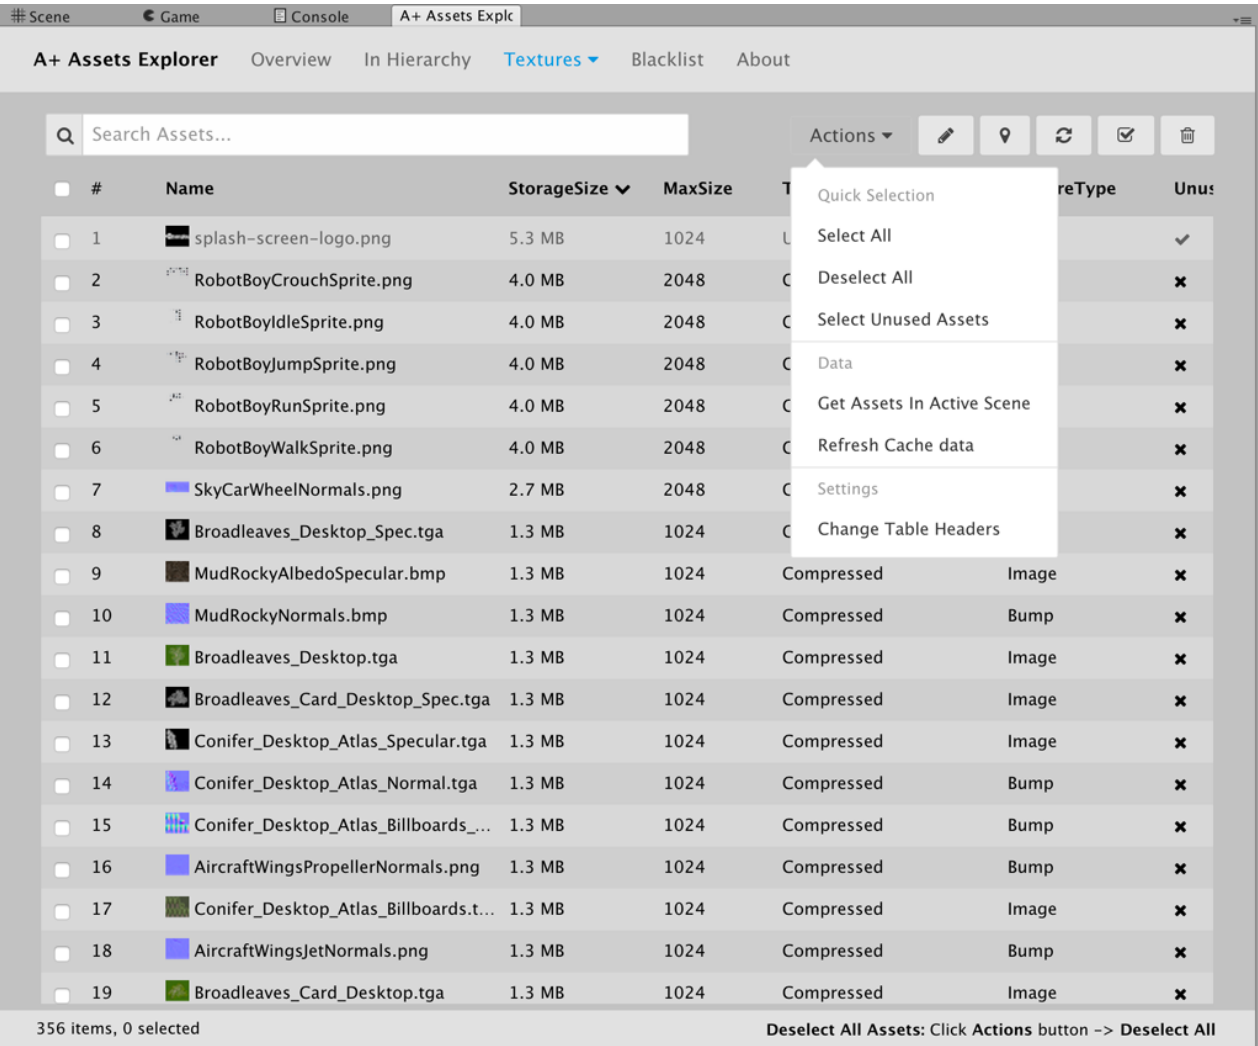 Scene Game Console A+ Assets Explc
A+ Assets Explorer Overview In Hierarchy Textures Blacklist About
Search Assets... Actions
# Name StorageSize MaxSize T reType Unus
1 splash-screen-logo.png 5.3 MB 1024
2 RobotBoyCrouchSprite.png 4.0 MB 2048
3 RobotBoyIdleSprite.png 4.0 MB 2048
4 RobotBoyJumpSprite.png 4.0 MB 2048
5 RobotBoyRunSprite.png 4.0 MB 2048
6 RobotBoyWalkSprite.png 4.0 MB 2048
7 SkyCarWheelNormals.png 2.7 MB 2048
8 Broadleaves_Desktop_Spec.tga 1.3 MB 1024
Quick Selection
Select All
Deselect All
Select Unused Assets
Data
Get Assets In Active Scene
Refresh Cache data
Settings
Change Table Headers
9 MudRockyAlbedoSpecular.bmp 1.3 MB 1024 Compressed Image
10 MudRockyNormals.bmp 1.3 MB 1024 Compressed Bump
11 Broadleaves_Desktop.tga 1.3 MB 1024 Compressed Image
12 Broadleaves_Card_Desktop_Spec.tga 1.3 MB 1024 Compressed Image
13 Conifer_Desktop_Atlas_Specular.tga 1.3 MB 1024 Compressed Image
14 Conifer_Desktop_Atlas_Normal.tga 1.3 MB 1024 Compressed Bump
15 Conifer_Desktop_Atlas_Billboards_... 1.3 MB 1024 Compressed Bump
16 AircraftWingsPropellerNormals.png 1.3 MB 1024 Compressed Bump
17 Conifer_Desktop_Atlas_Billboards.t... 1.3 MB 1024 Compressed Image
18 AircraftWingsJetNormals.png 1.3 MB 1024 Compressed Bump
19 Broadleaves_Card_Desktop.tga 1.3 MB 1024 Compressed Image
356 items, 0 selected Deselect All Assets: Click Actions button -> Deselect All